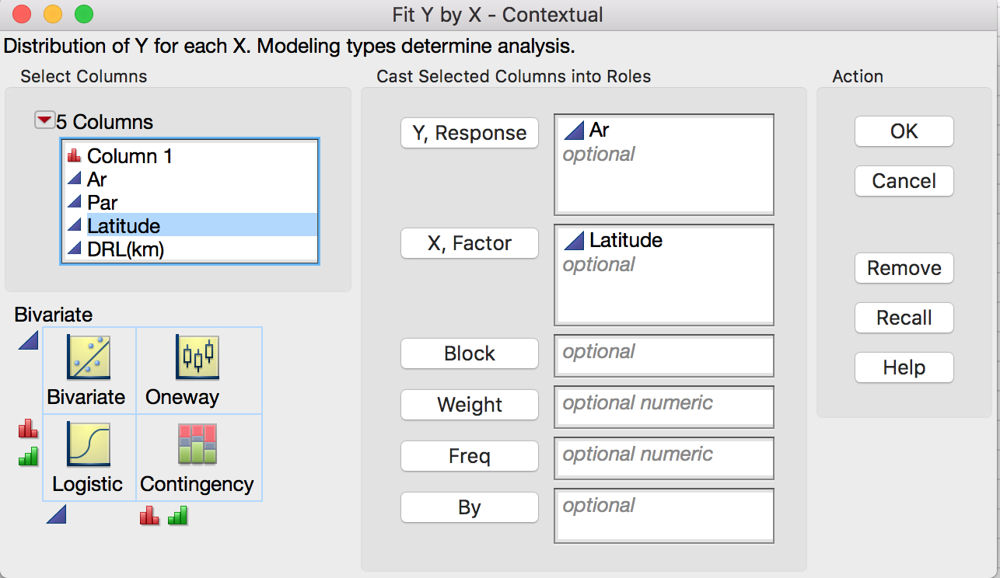 Fit Y by X - Contextual
Distribution of Y for each X. Modeling types determine analysis.
Select Columns
5 Columns
Column 1
Ar
Par
Latitude
DRL(km)
Bivariate
Bivariate
Oneway
Logistic
Contingency
Cast Selected Columns into Roles
Y, Response
Ar
optional
X, Factor
Latitude
optional
Block
optional
Weight
optional numeric
Freq
optional numeric
By
optional
Action
OK
Cancel
Remove
Recall
Help